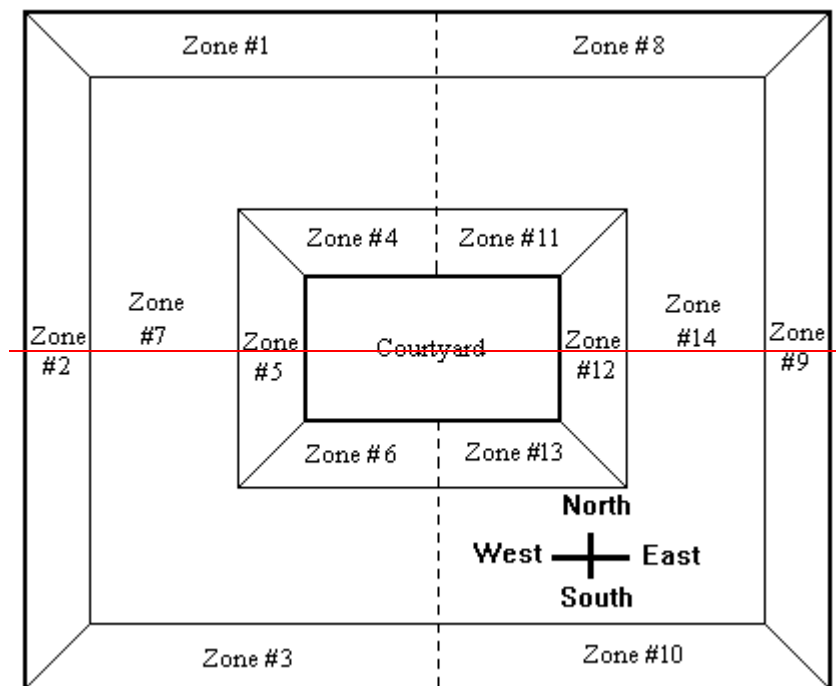 Zone #1
Zone #8
Zone #4
Zone #11
Zone
#7
Zone
#14
Zone
#2
Zone
#5
Courtyard
Zone
#12
Zone
#9
Zone #6
Zone #13
North
West
East
South
Zone #3
Zone #10